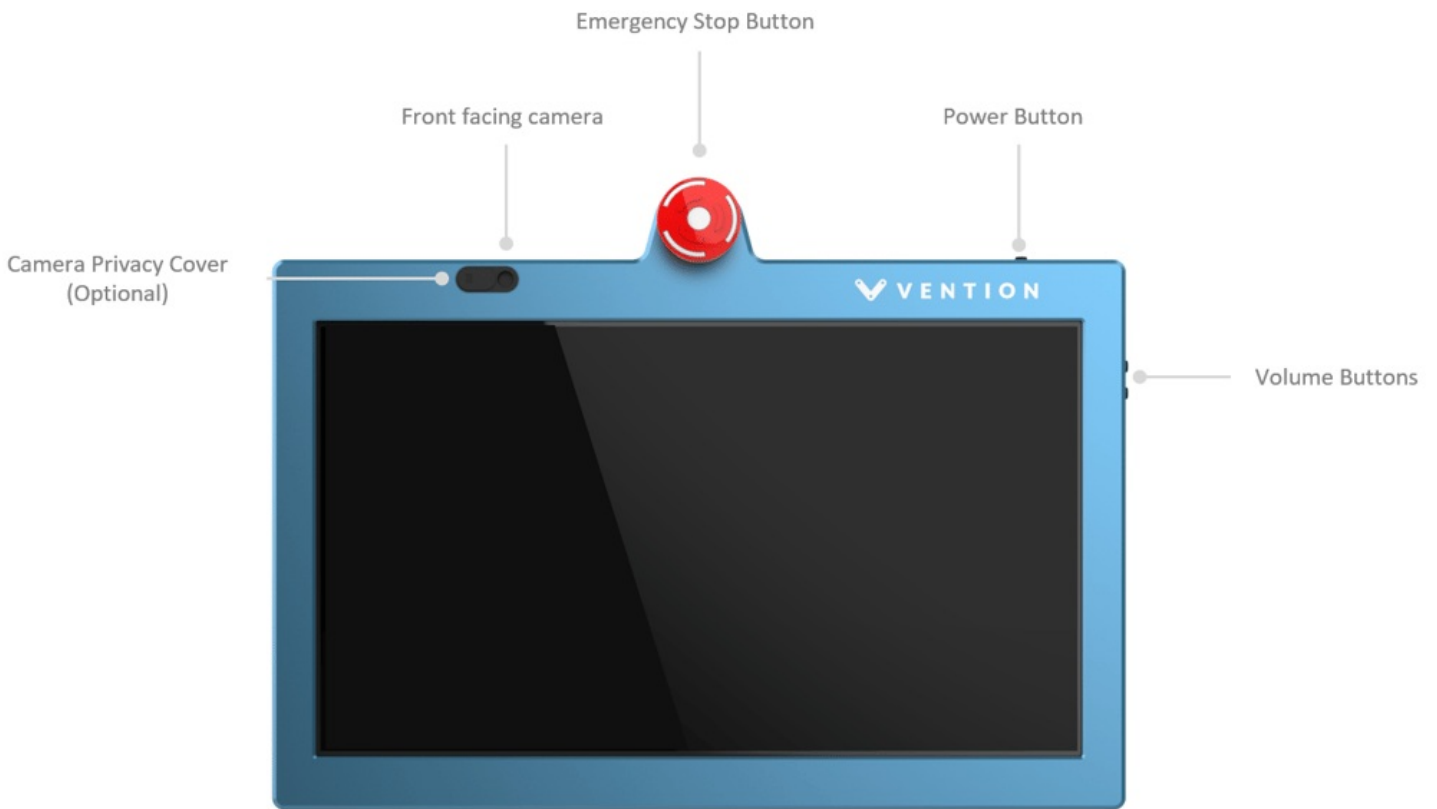 Emergency Stop Button
Front facing camera
Power Button
Camera Privacy Cover
(Optional)
VENTION
Volume Buttons